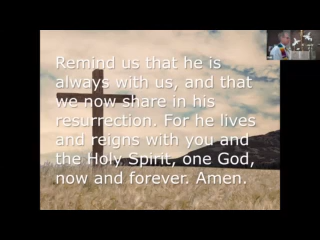 Remind us that he is
always with us, and that
we now share in his
resurrection. For he lives
and reigns with you and
the Holy Spirit, one God,
now and forever. Amen.